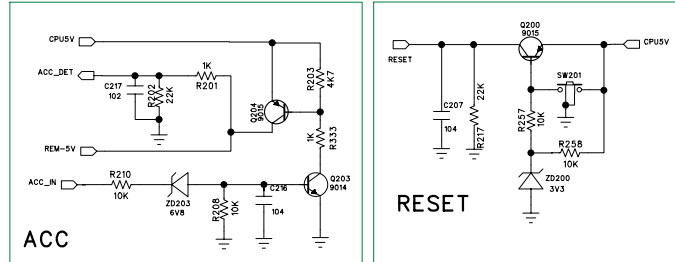 CPU5V
ACC_DET
C217
102
R202
22K
1K
R201
Q204
9015
R203
4K7
1K
R333
REM-5V
ACC_IN
R210
10K
ZD203
6V8
R208
10K
C216
104
Q203
9014
ACC
Q200
9015
RESET
CPU5V
SW201
C207
104
22K
R217
R257
10K
R258
10K
ZD200
3V3
RESET